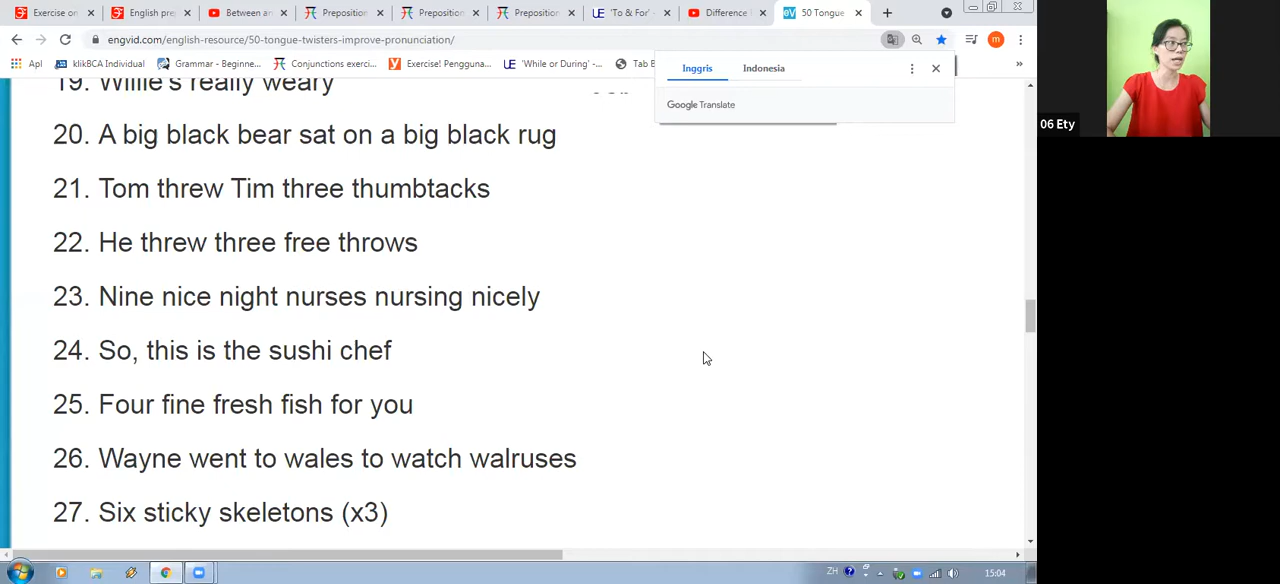 Exercise on
English prep
Between an
Preposition
Preposition
Preposition
'To & For' -
Difference
50 Tongue
engvid.com/english-resource/50-tongue-twisters-improve-pronunciation/
Apl
klikBCA Individual
Grammar - Beginne...
Conjunctions exerci...
Exercise! Pengguna...
'While or During' -...
Tab B
»
Inggris
Indonesia
Google Translate
06 Ety
19. Willie's really weary
20. A big black bear sat on a big black rug
21. Tom threw Tim three thumbtacks
22. He threw three free throws
23. Nine nice night nurses nursing nicely
24. So, this is the sushi chef
25. Four fine fresh fish for you
26. Wayne went to wales to watch walruses
27. Six sticky skeletons (x3)
ZH
15:04